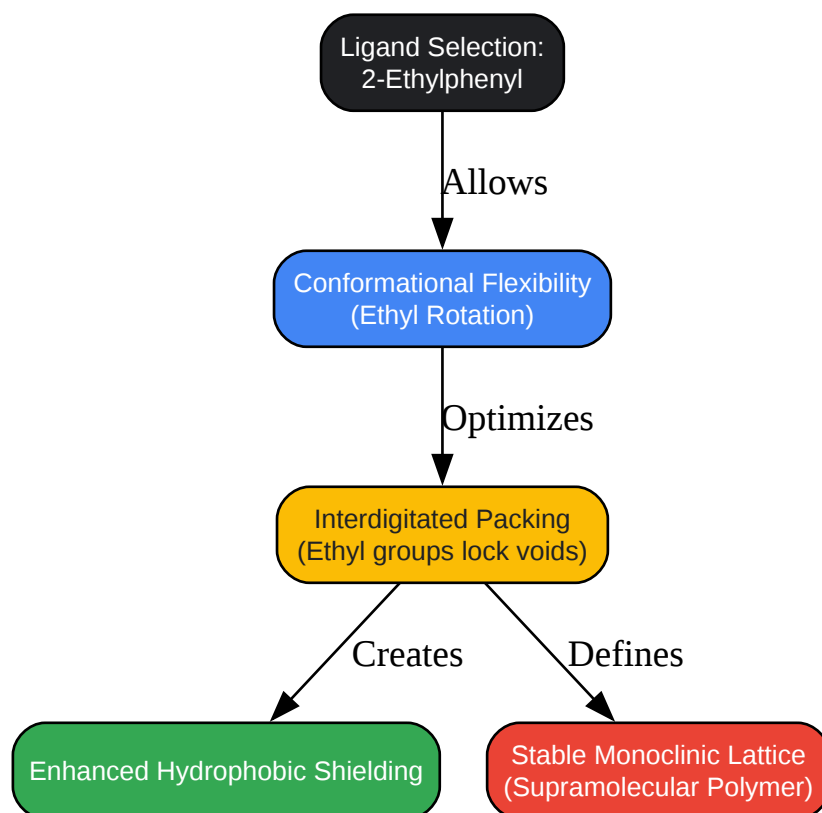 Ligand Selection:
2-Ethylphenyl
Allows
Conformational Flexibility
(Ethyl Rotation)
Optimizes
Interdigitated Packing
(Ethyl groups lock voids)
Creates
Defines
Enhanced Hydrophobic Shielding
Stable Monoclinic Lattice
(Supramolecular Polymer)